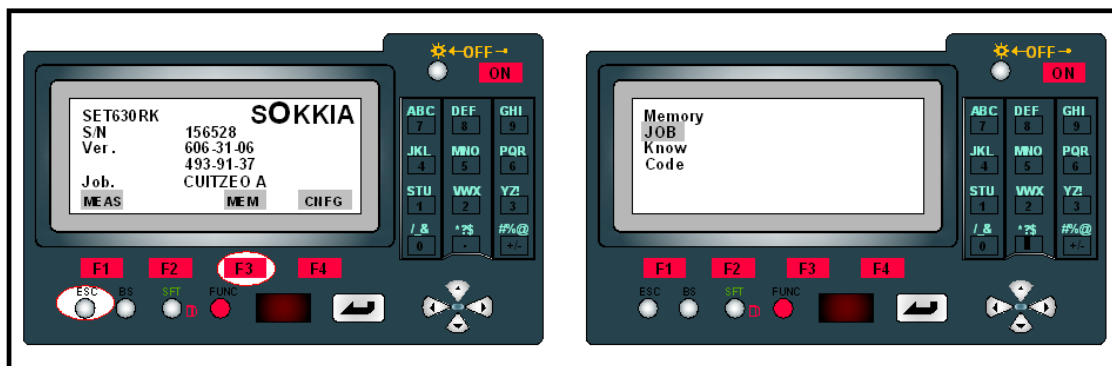 ←OFF→
ON
SET630RK SOKKIA
S/N 156528
Ver. 606-31-06
493-91-37
Job. CUITZEO A
MEAS MEM CNFG
ABC DEF GHI
7 8 9
JKL MNO PQR
4 5 6
STU VWX YZ!
1 2 3
/_& *?$ #%@
0 . +/-
F1 F2 F3 F4
ESC BS SFT FUNC
←OFF→
ON
Memory
JOB
Know
Code
ABC DEF GHI
7 8 9
JKL MNO PQR
4 5 6
STU VWX YZ!
1 2 3
/_& *?$ #%@
0 +/-
F1 F2 F3 F4
ESC BS SFT FUNC